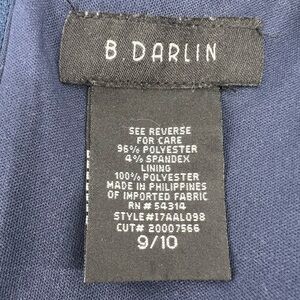 B. DARLIN
SEE REVERSE
FOR CARE
96% POLYESTER
4% SPANDEX
LINING
100% POLYESTER
MADE IN PHILIPPINES
OF IMPORTED FABRIC
RN # 54314
STYLE#17AAL098
CUT# 20007566
9/10